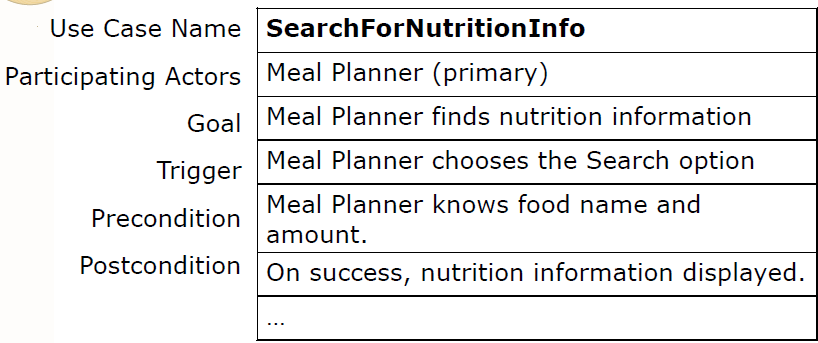 Use Case Name SearchForNutritionInfo
Participating Actors Meal Planner (primary)
Goal Meal Planner finds nutrition information
Trigger Meal Planner chooses the Search option
Precondition Meal Planner knows food name and
amount.
Postcondition On success, nutrition information displayed.
...